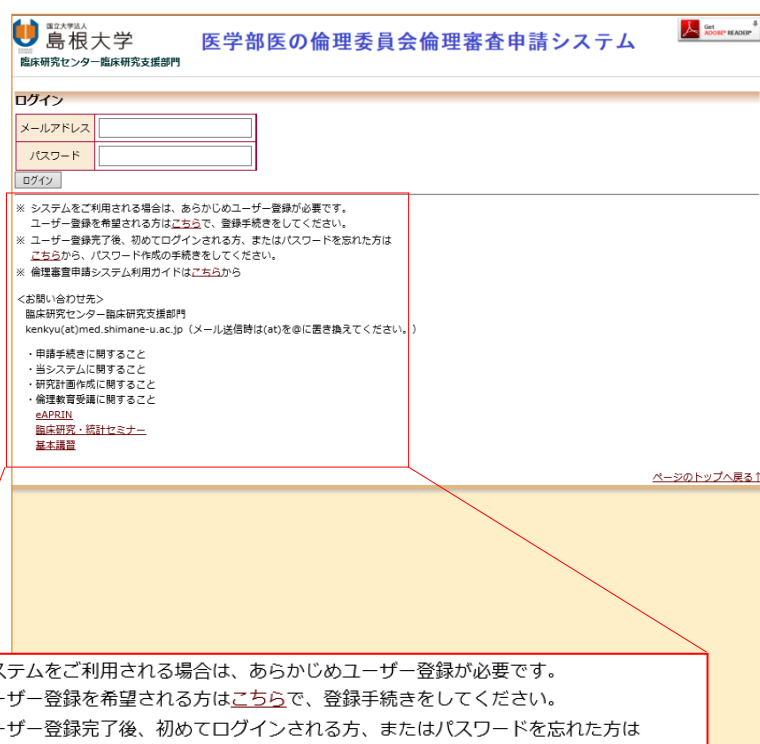 国立大学法人
島根大学
臨床研究センター臨床研究支援部門
医学部医の倫理委員会倫理審査申請システム
Get
ADOBE® READER®
ログイン
メールアドレス
パスワード
ログイン
※ システムをご利用される場合は、あらかじめユーザー登録が必要です。
ユーザー登録を希望される方はこちらで、登録手続きをしてください。
※ ユーザー登録完了後、初めてログインされる方、またはパスワードを忘れた方は
こちらから、パスワード作成の手続きをしてください。
※ 倫理審査申請システム利用ガイドはこちらから
<お問い合わせ先>
臨床研究センター臨床研究支援部門
kenkyu(at)med.shimane-u.ac.jp（メール送信時は(at)を@に置き換えてください。）
・申請手続きに関すること
・当システムに関すること
・研究計画作成に関すること
・倫理教育受講に関すること
eAPRIN
臨床研究・統計セミナー
基本講習
ページのトップへ戻る↑
ステムをご利用される場合は、あらかじめユーザー登録が必要です。
ーザー登録を希望される方はこちらで、登録手続きをしてください。
ーザー登録完了後、初めてログインされる方、またはパスワードを忘れた方は